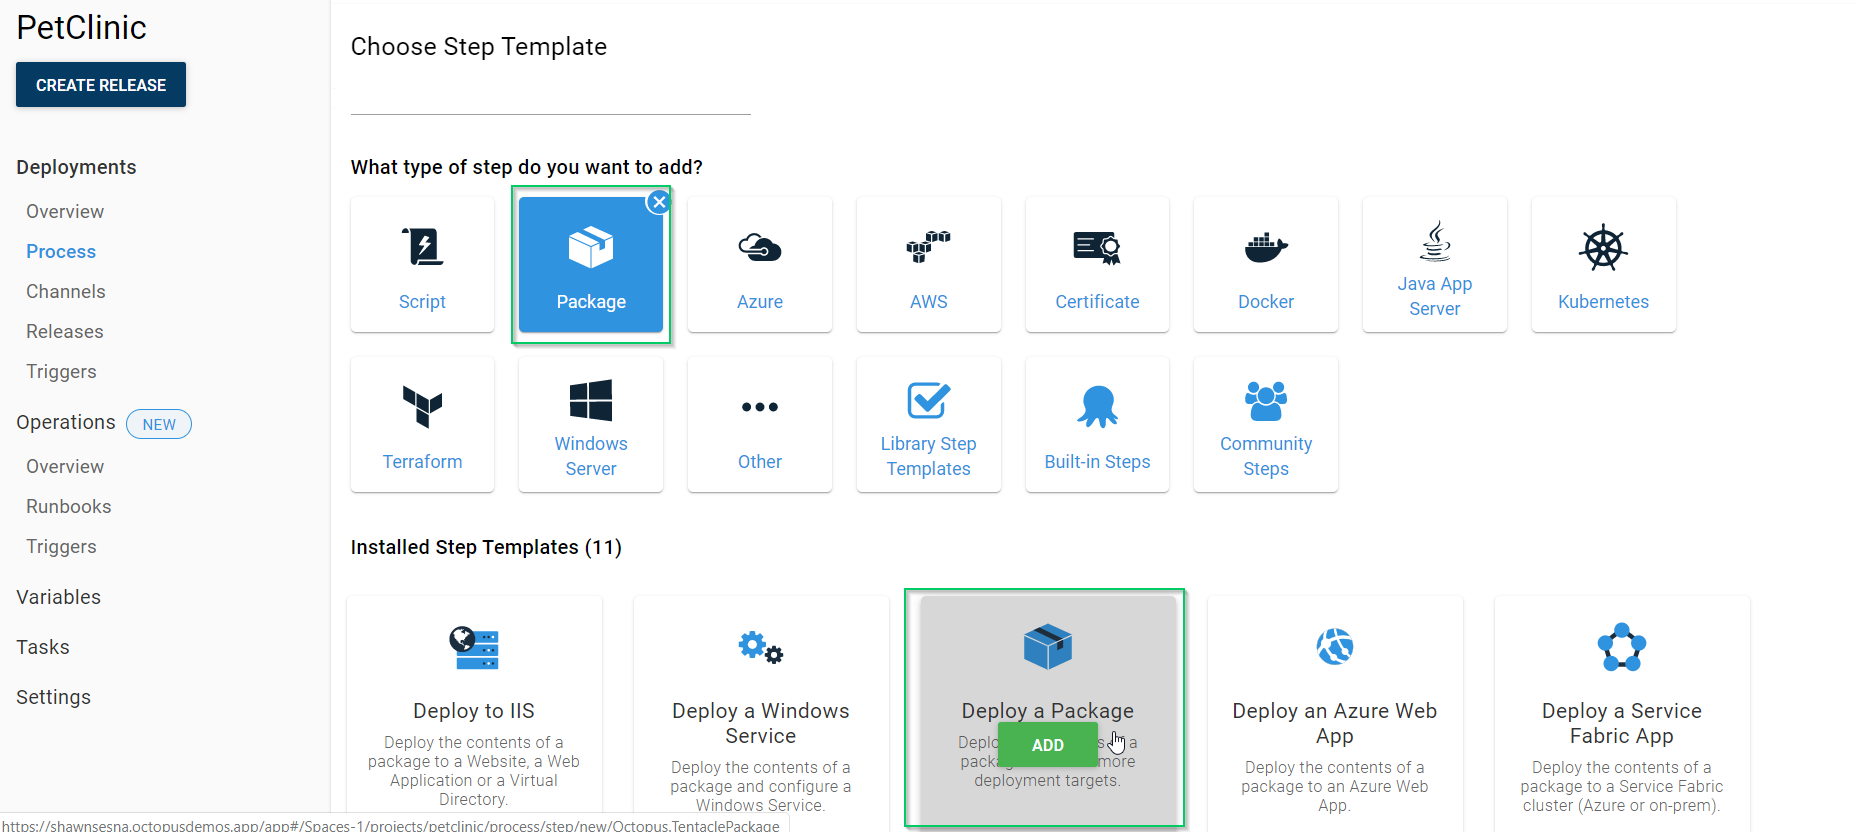 PetClinic
CREATE RELEASE
Deployments
Overview
Process
Channels
Releases
Triggers
Operations NEW
Overview
Runbooks
Triggers
Variables
Tasks
Settings
Choose Step Template
What type of step do you want to add?
Script
Package
Azure
AWS
Certificate
Docker
Java App
Server
Kubernetes
Terraform
Windows
Server
Other
Library Step
Templates
Built-in Steps
Community
Steps
Installed Step Templates (11)
Deploy to IIS
Deploy the contents of a
package to a Website, a Web
Application or a Virtual
Directory.
Deploy a Windows
Service
Deploy the contents of a
package and configure a
Windows Service.
Deploy a Package
ADD
a
more
deployment targets.
Deploy an Azure Web
App
Deploy the contents of a
package to an Azure Web
App.
Deploy a Service
Fabric App
Deploy the contents of a
package to a Service Fabric
cluster (Azure or on-prem).
https://shawnsesna.octopusdemos.app/app#/Spaces-1/projects/petclinic/process/step/new/Octopus.TentaclePackage